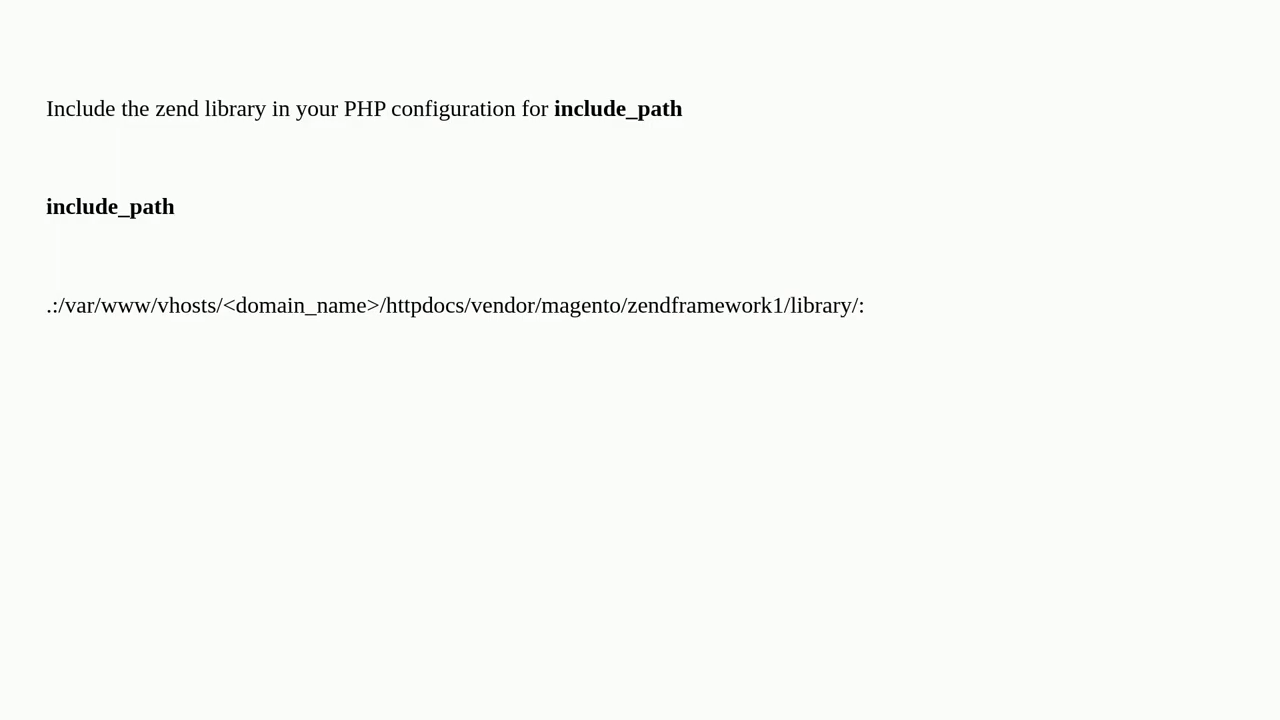 Include the zend library in your PHP configuration for include_path
include_path
.:/var/www/vhosts/<domain_name>/httpdocs/vendor/magento/zendframework1/library/: